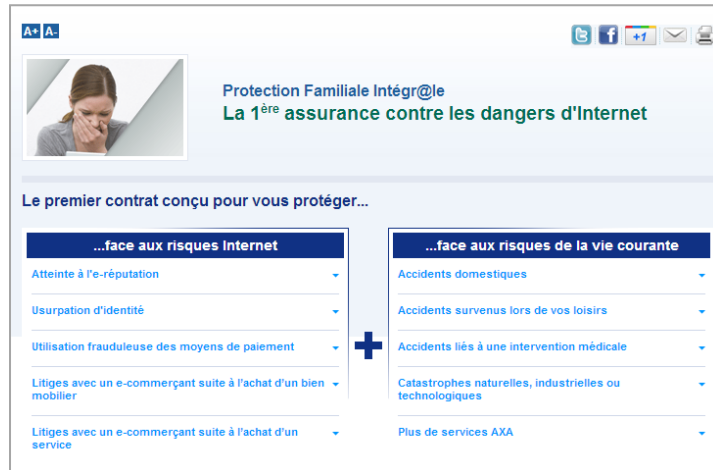 A+ A-
+1
Protection Familiale Intégr@le
La 1ère assurance contre les dangers d'Internet
Le premier contrat conçu pour vous protéger...
...face aux risques Internet
Atteinte à l'e-réputation
Usurpation d'identité
Utilisation frauduleuse des moyens de paiement
Litiges avec un e-commerçant suite à l'achat d'un bien
mobilier
Litiges avec un e-commerçant suite à l'achat d'un
service
+
...face aux risques de la vie courante
Accidents domestiques
Accidents survenus lors de vos loisirs
Accidents liés à une intervention médicale
Catastrophes naturelles, industrielles ou
technologiques
Plus de services AXA